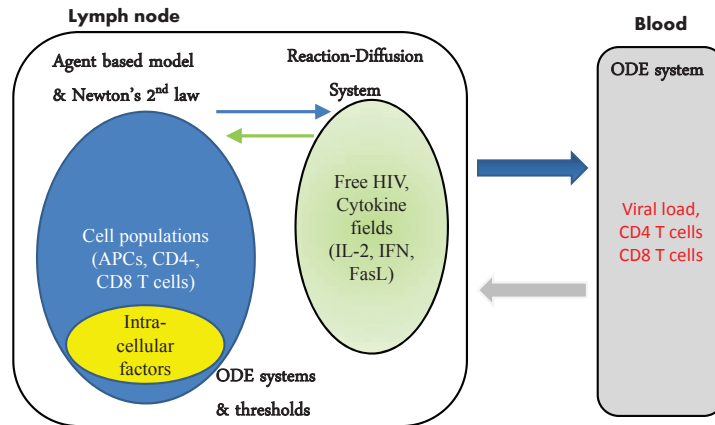 Lymph node
Agent based model
& Newton's 2nd law
Reaction-Diffusion
System
Cell populations
(APCs, CD4-,
CD8 T cells)
Intra-
cellular
factors
ODE systems
& thresholds
Free HIV,
Cytokine
fields
(IL-2, IFN,
FasL)
Blood
ODE system
Viral load,
CD4 T cells
CD8 T cells